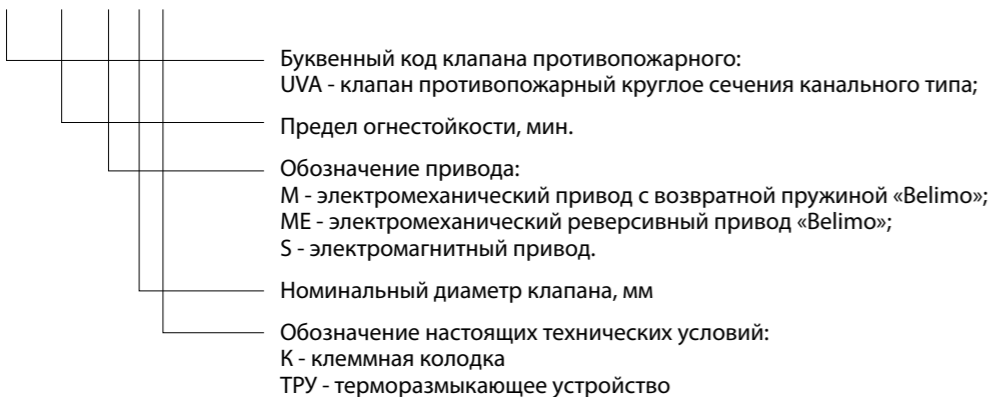 Буквенный код клапана противопожарного:
UVA - клапан противопожарный круглое сечения канального типа;
Предел огнестойкости, мин.
Обозначение привода:
М - электромеханический привод с возвратной пружиной «Belimo»;
МЕ - электромеханический реверсивный привод «Belimo»;
S - электромагнитный привод.
Номинальный диаметр клапана, мм
Обозначение настоящих технических условий:
К - клеммная колодка
ТРУ - терморазмыкающее устройство